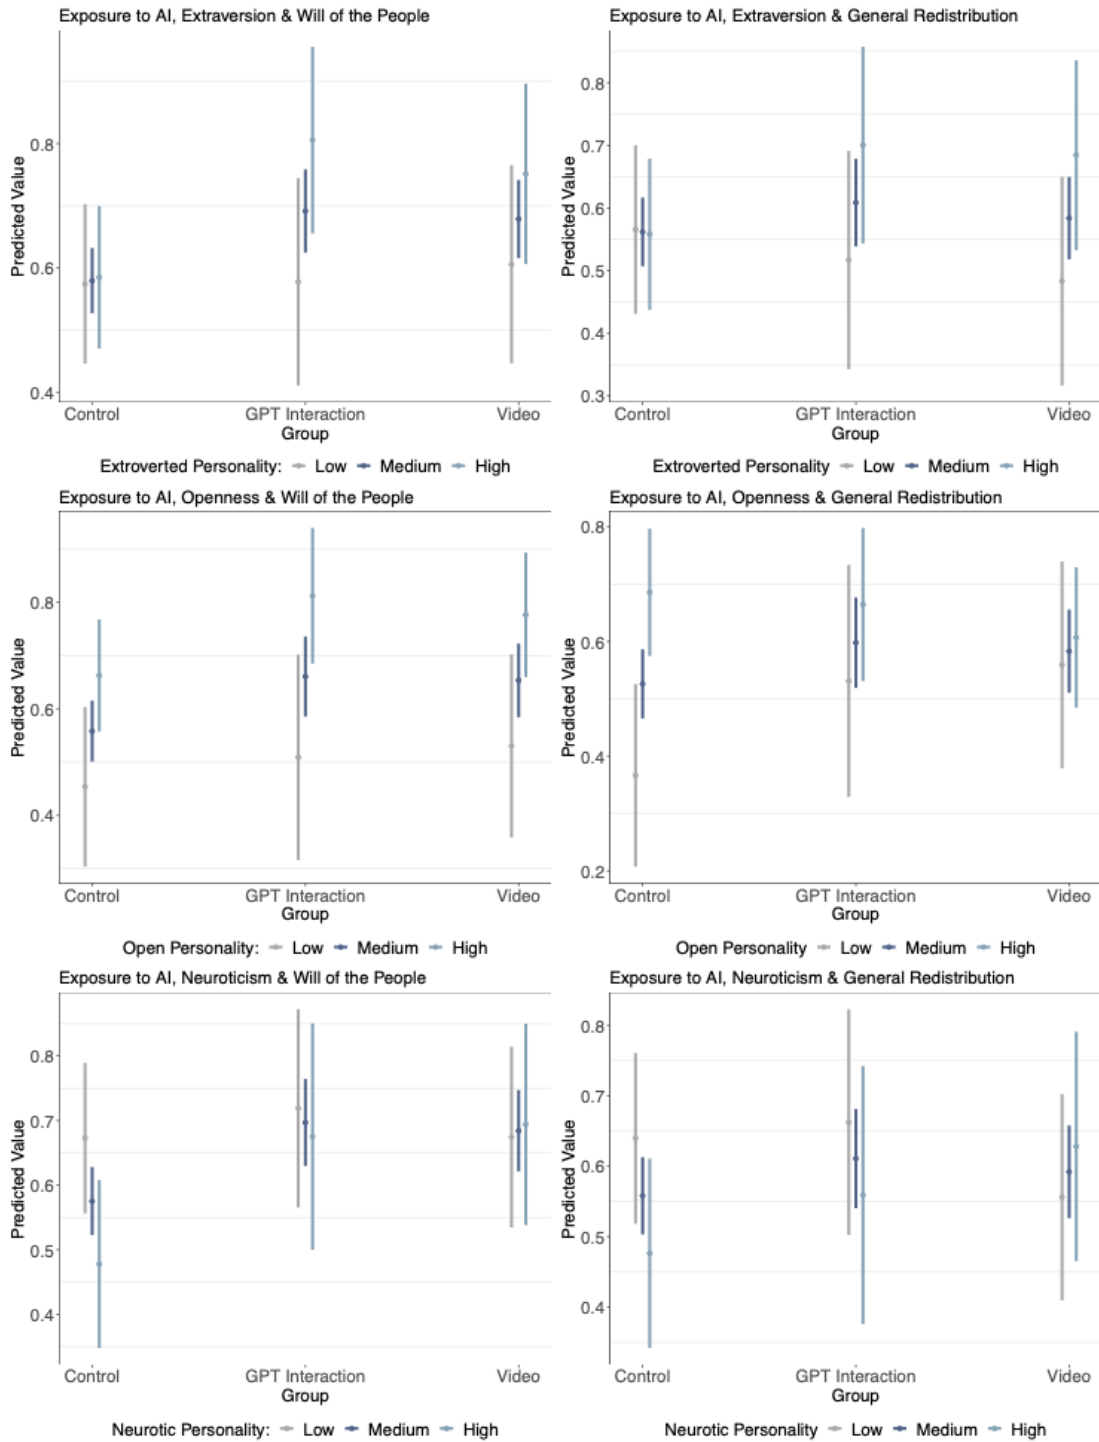 Exposure to AI, Extraversion & Will of the People
Predicted Value
0.8
0.6
0.4
Control GPT Interaction Video
Group
Extroverted Personality: Low Medium High
Exposure to AI, Extraversion & General Redistribution
Predicted Value
0.8
0.7
0.6
0.5
0.4
0.3
Control GPT Interaction Video
Group
Extroverted Personality Low Medium High
Exposure to AI, Openness & Will of the People
Predicted Value
0.8
0.6
0.4
Control GPT Interaction Video
Group
Open Personality: Low Medium High
Exposure to AI, Openness & General Redistribution
Predicted Value
0.8
0.6
0.4
0.2
Control GPT Interaction Video
Group
Open Personality Low Medium High
Exposure to AI, Neuroticism & Will of the People
Predicted Value
0.8
0.7
0.6
0.5
0.4
Control GPT Interaction Video
Group
Neurotic Personality: Low Medium High
Exposure to AI, Neuroticism & General Redistribution
Predicted Value
0.8
0.7
0.6
0.5
0.4
Control GPT Interaction Video
Group
Neurotic Personality Low Medium High